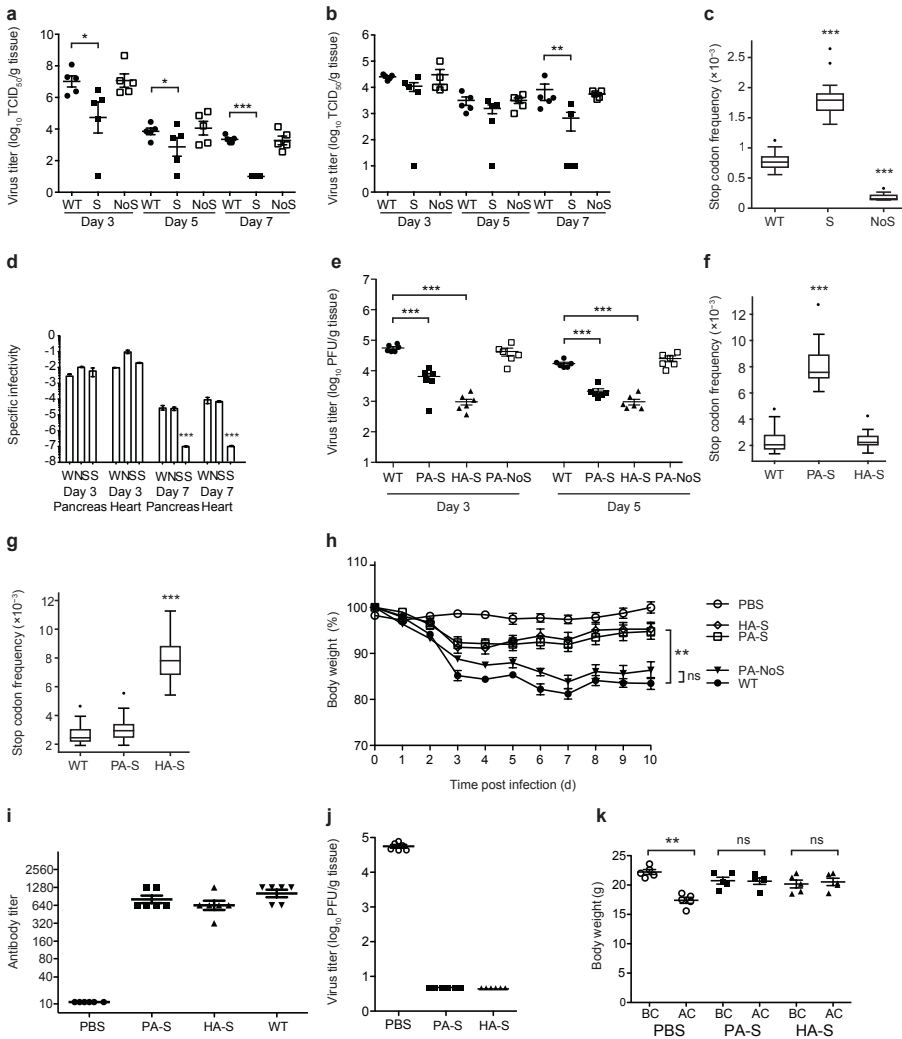 a
Virus titer (log10 TCID50/g tissue)
10
8
6
4
2
0
*
*
***
WT S NoS WT S NoS WT S NoS
Day 3 Day 5 Day 7
b
Virus titer (log10 TCID50/g tissue)
7
6
5
4
3
2
1
0
**
WT S NoS WT S NoS WT S NoS
Day 3 Day 5 Day 7
c
Stop codon frequency (×10−3)
2.5
2
1.5
1
0.5
0
***
***
WT S NoS
d
Specific infectivity
-0
-1
-2
-3
-4
-5
-6
-7
***
***
WNSS WNSS WNSS WNSS
Day 3 Day 3 Day 7 Day 7
Pancreas Heart Pancreas Heart
e
Virus titer (log10 PFU/g tissue)
7
6
5
4
3
2
1
***
***
***
***
WT PA-S HA-S PA-NoS WT PA-S HA-S PA-NoS
Day 3 Day 5
f
Stop codon frequency (×10−3)
12
10
8
6
4
2
***
WT PA-S HA-S
g
Stop codon frequency (×10−3)
12
10
8
6
4
2
***
WT PA-S HA-S
h
Body weight (%)
110
100
90
80
70
0 1 2 3 4 5 6 7 8 9 10
Time post infection (d)
PBS
HA-S
PA-S
PA-NoS
WT
**
ns
i
Antibody titer
2560
1280
640
320
160
80
40
10
PBS PA-S HA-S WT
j
Virus titer (log10 PFU/g tissue)
5
4
3
2
1
0
PBS PA-S HA-S
k
Body weight (g)
25
20
15
10
5
0
** ns ns
BC AC BC AC BC AC
PBS PA-S HA-S